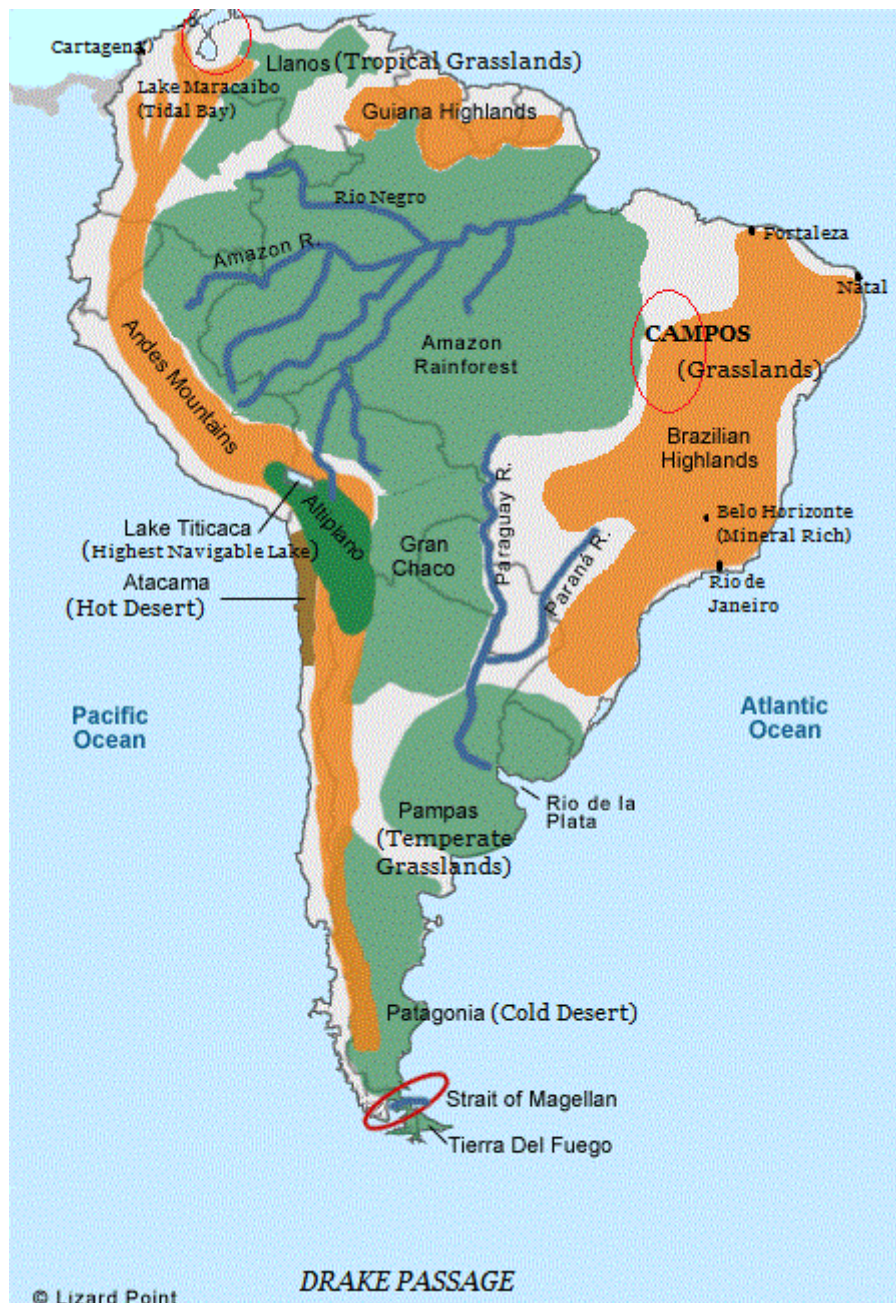 Cartagena
Llanos (Tropical Grasslands)
Lake Maracaibo
(Tidal Bay)
Guiana Highlands
Rio Negro
Amazon R.
Fortaleza
Natal
Andes Mountains
Amazon
Rainforest
CAMPOS
(Grasslands)
Brazilian
Highlands
Lake Titicaca
(Highest Navigable Lake)
Altiplano
Gran
Chaco
Paraguay R.
Paraná R.
Belo Horizonte
(Mineral Rich)
Atacama
(Hot Desert)
Rio de
Janeiro
Pacific
Ocean
Atlantic
Ocean
Rio de la
Plata
Pampas
(Temperate
Grasslands)
Patagonia (Cold Desert)
Strait of Magellan
Tierra Del Fuego
DRAKE PASSAGE
© Lizard Point